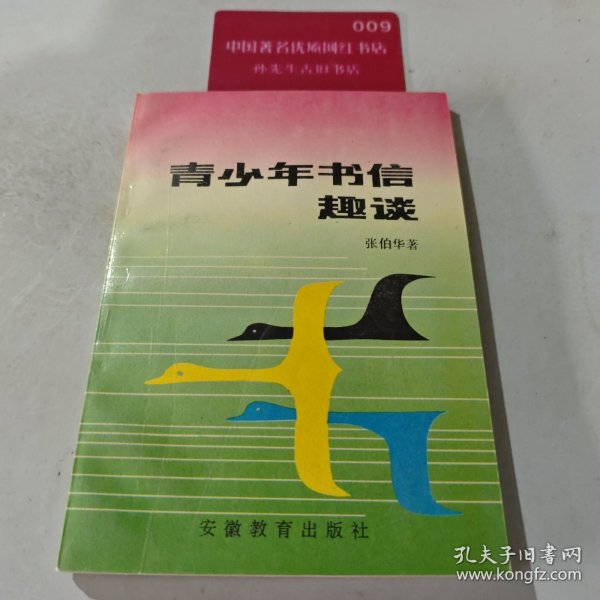 009
中国著名优质网红书店
孙先生古旧书店
青少年书信
趣谈
张伯华著
安徽教育出版社
孔夫子旧书网
www.kongfz.com